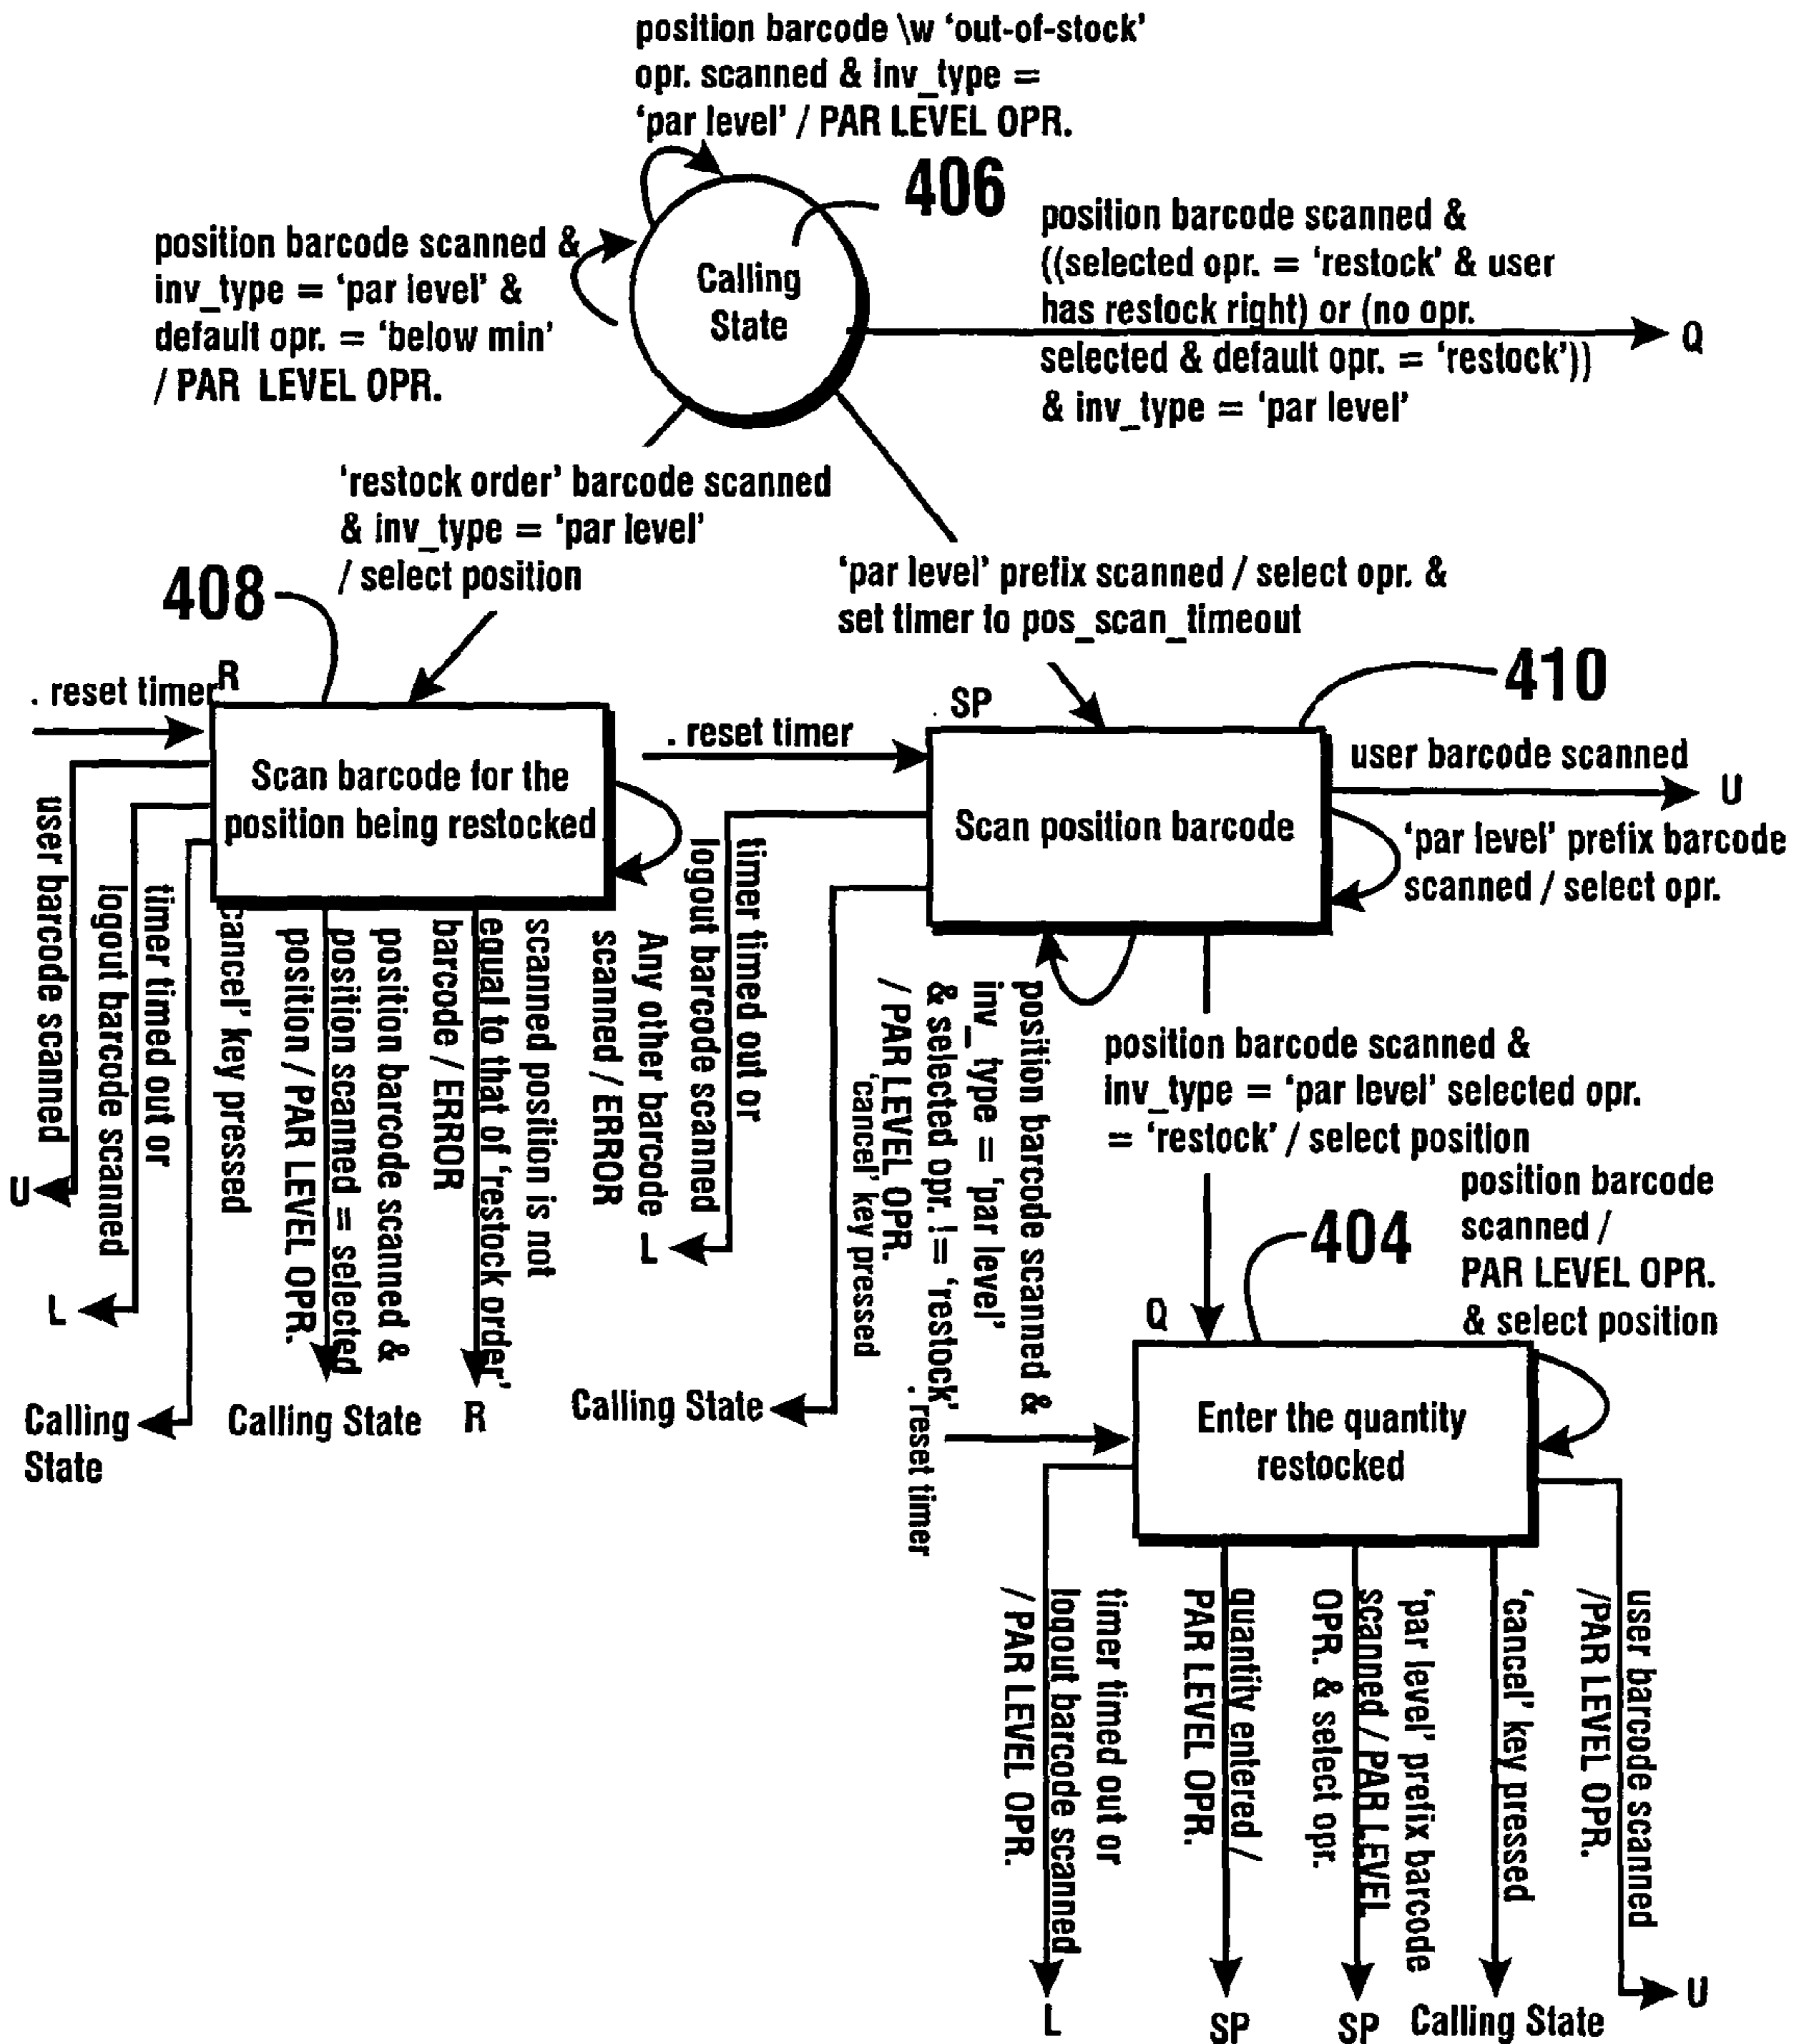 position barcode \w ‘out-of-stock’
opr. scanned & inv_type =
‘par level’ / PAR LEVEL OPR.
406
position barcode scanned &
inv_type = ‘par level’ &
default opr. = ‘below min’
/ PAR LEVEL OPR.
Calling
State
position barcode scanned &
((selected opr. = ‘restock’ & user
has restock right) or (no opr.
selected & default opr. = ‘restock’))
& inv_type = ‘par level’
Q
‘restock order’ barcode scanned
& inv_type = ‘par level’
/ select position
‘par level’ prefix scanned / select opr. &
set timer to pos_scan_timeout
408
. reset timer
R
Scan barcode for the
position being restocked
410
SP
. reset timer
Scan position barcode
user barcode scanned
U
‘par level’ prefix barcode
scanned / select opr.
user barcode scanned
U
timer timed out or
logout barcode scanned
L
cancel’ key pressed
Calling
State
position barcode scanned &
position scanned = selected
position / PAR LEVEL OPR.
Calling State
scanned position is not
equal to that of ‘restock order’
barcode / ERROR
R
Any other barcode
scanned / ERROR
timer timed out or
logout barcode scanned
L
‘cancel’ key pressed
Calling State
position barcode scanned &
inv_type = ‘par level’
& selected opr. != ‘restock’
/ PAR LEVEL OPR.
position barcode scanned &
inv_type = ‘par level’ selected opr.
= ‘restock’ / select position
404
position barcode
scanned /
PAR LEVEL OPR.
& select position
Q
. reset timer
Enter the quantity
restocked
timer timed out or
logout barcode scanned
/ PAR LEVEL OPR.
L
quantity entered /
PAR LEVEL OPR.
SP
‘par level’ prefix barcode
scanned / PAR LEVEL
OPR. & select opr.
SP
‘cancel’ key pressed
Calling State
user barcode scanned
/PAR LEVEL OPR.
U